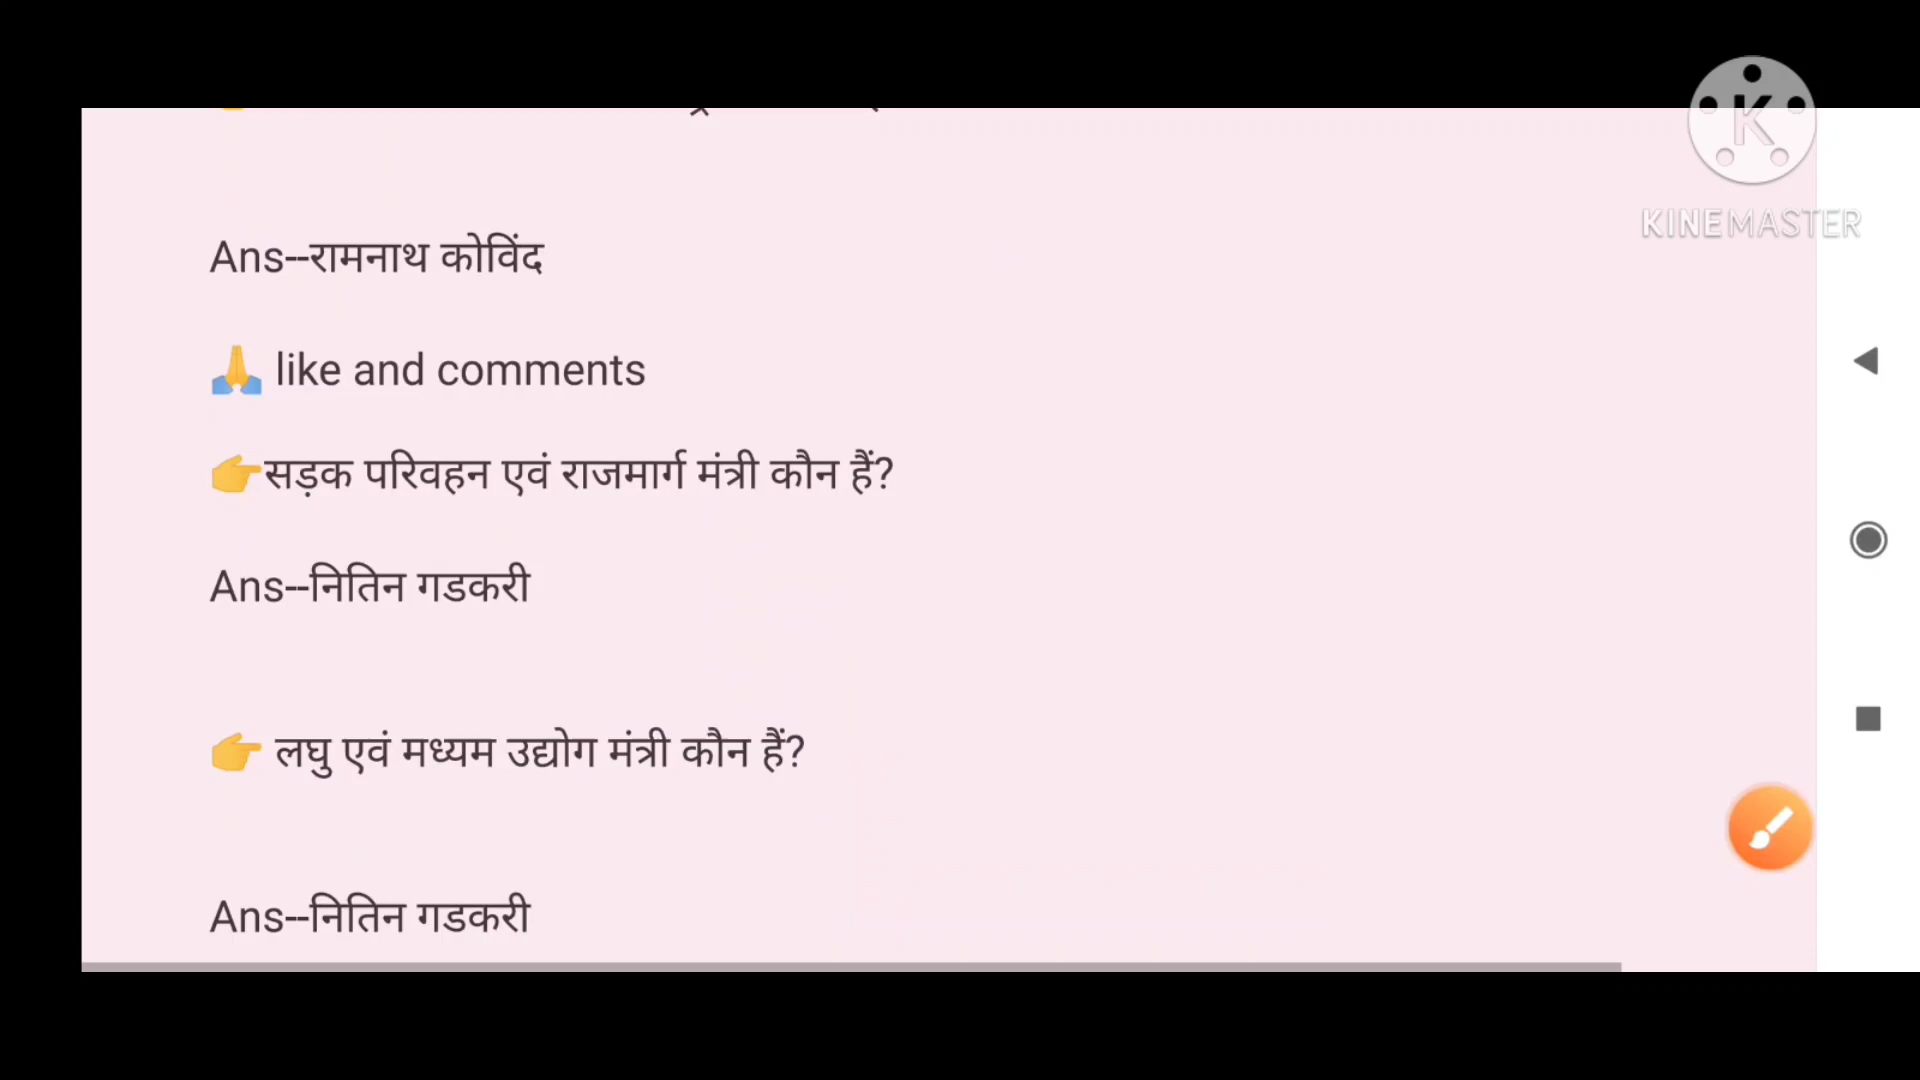 K
KINEMASTER
Ans--रामनाथ कोविंद
🙏 like and comments
👉सड़क परिवहन एवं राजमार्ग मंत्री कौन हैं?
Ans--नितिन गडकरी
👉 लघु एवं मध्यम उद्योग मंत्री कौन हैं?
Ans--नितिन गडकरी